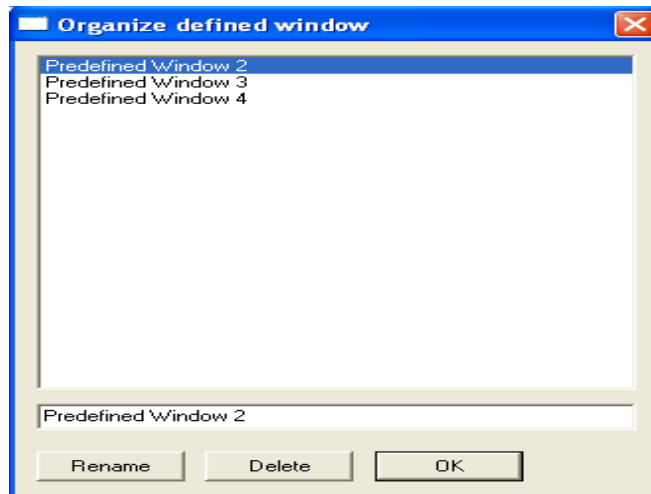 Organize defined window
Predefined Window 2
Predefined Window 3
Predefined Window 4
Predefined Window 2
Rename Delete OK